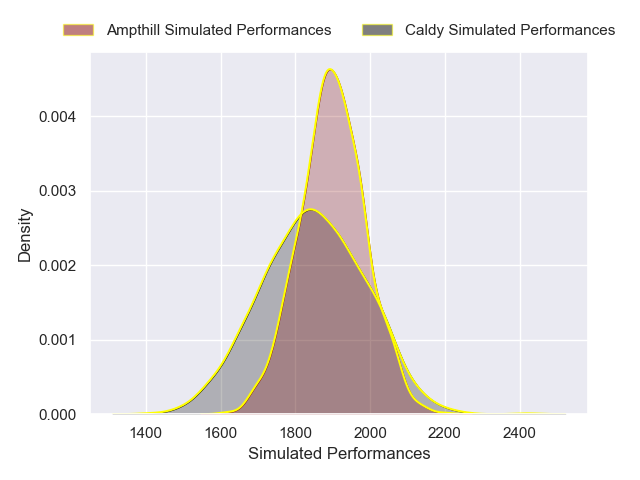 Ampthill Simulated Performances Caldy Simulated Performances
0.004
0.003
0.002
0.001
0.000
Density
1400 1600 1800 2000 2200 2400
Simulated Performances